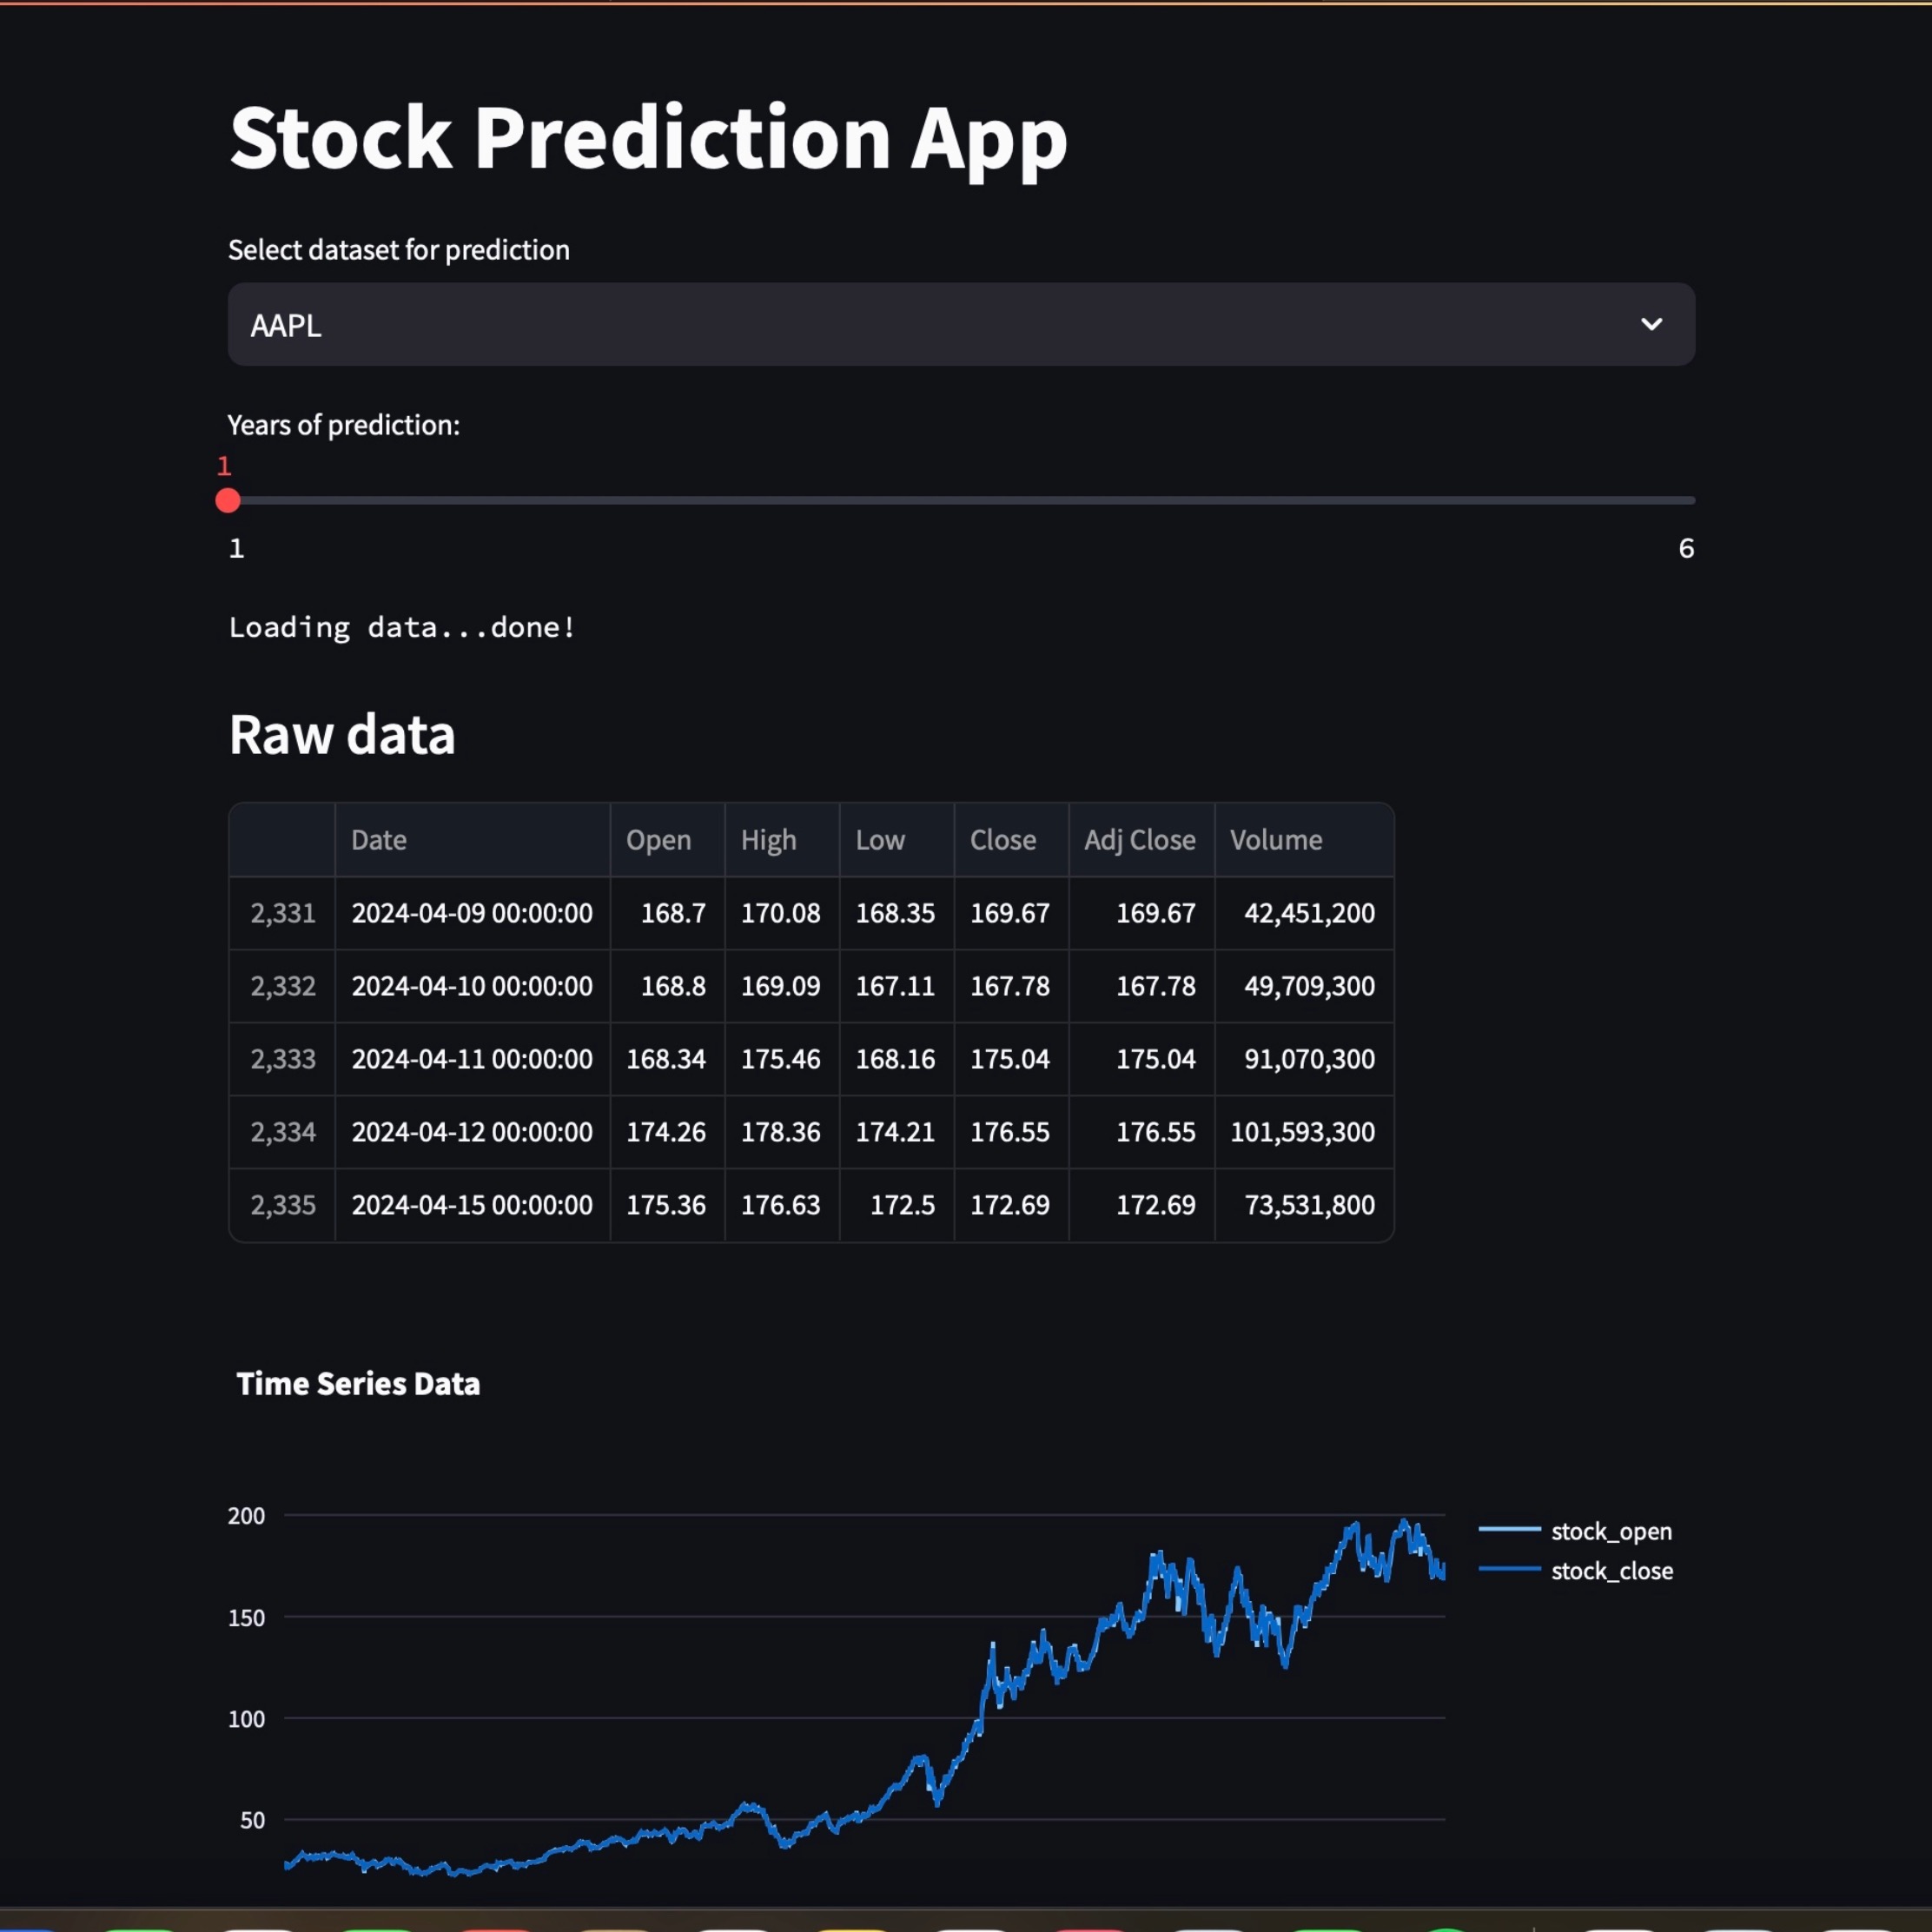 Stock Prediction App
Select dataset for prediction
AAPL
Years of prediction:
1
1 6
Loading data...done!
Raw data
Date Open High Low Close Adj Close Volume
2,331 2024-04-09 00:00:00 168.7 170.08 168.35 169.67 169.67 42,451,200
2,332 2024-04-10 00:00:00 168.8 169.09 167.11 167.78 167.78 49,709,300
2,333 2024-04-11 00:00:00 168.34 175.46 168.16 175.04 175.04 91,070,300
2,334 2024-04-12 00:00:00 174.26 178.36 174.21 176.55 176.55 101,593,300
2,335 2024-04-15 00:00:00 175.36 176.63 172.5 172.69 172.69 73,531,800
Time Series Data
200
stock_open
stock_close
150
100
50